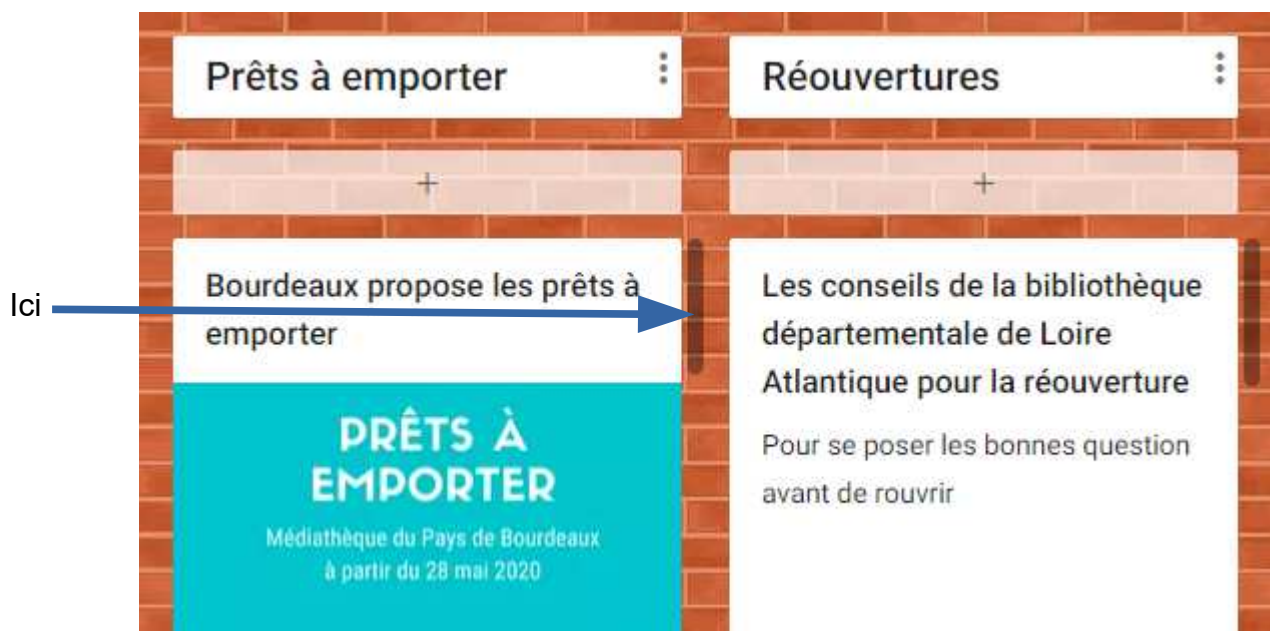 Prêts à emporter
Réouvertures
+
+
Ici
Bourdeaux propose les prêts à
emporter
PRÊTS À
EMPORTER
Médiathèque du Pays de Bourdeaux
à partir du 28 mai 2020
Les conseils de la bibliothèque
départementale de Loire
Atlantique pour la réouverture
Pour se poser les bonnes question
avant de rouvrir